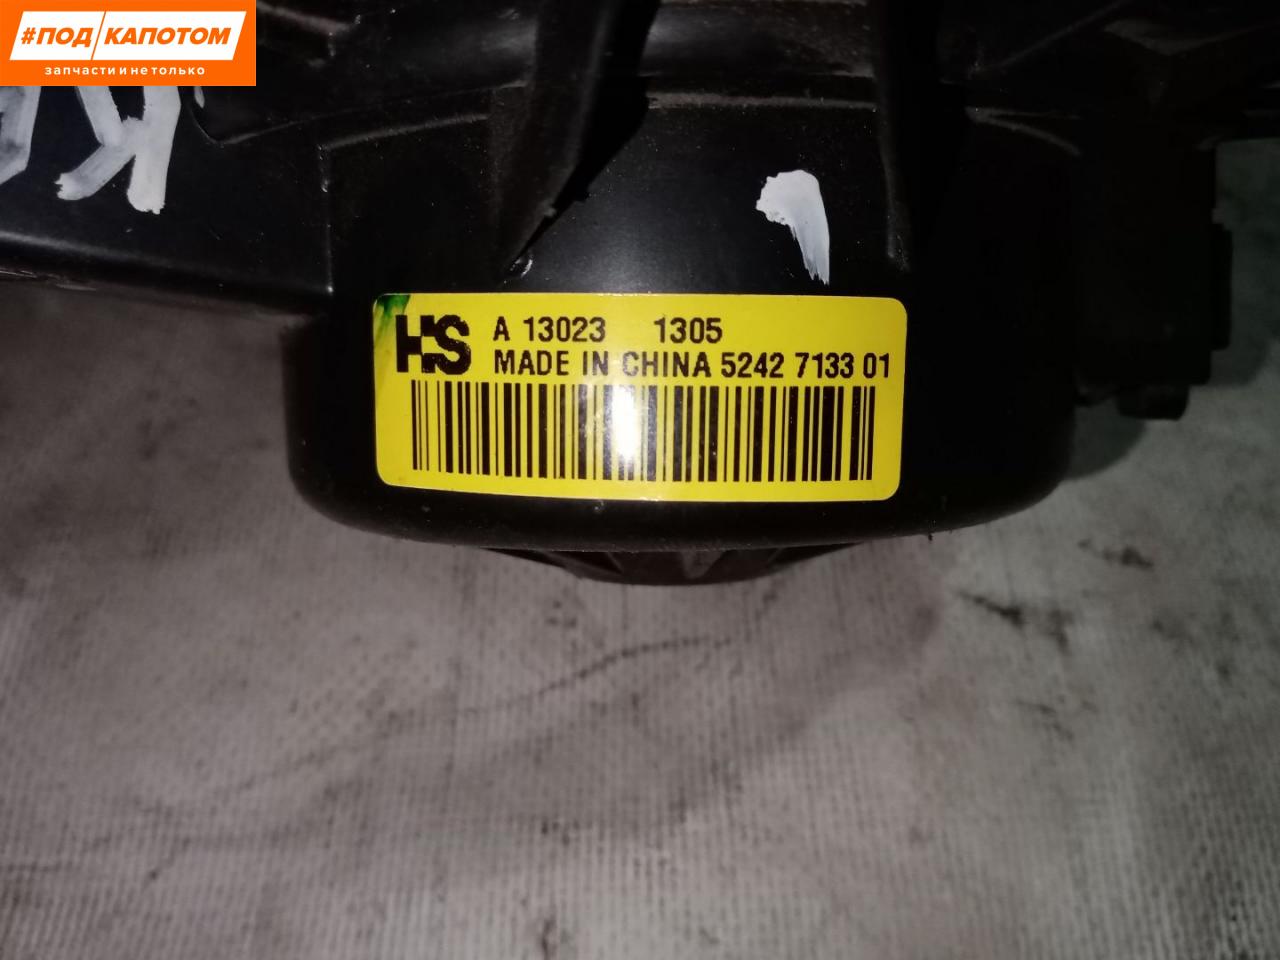 #ПОД КАПОТОМ
запчасти и не только
HS A 13023 1305
MADE IN CHINA 5242 7133 01